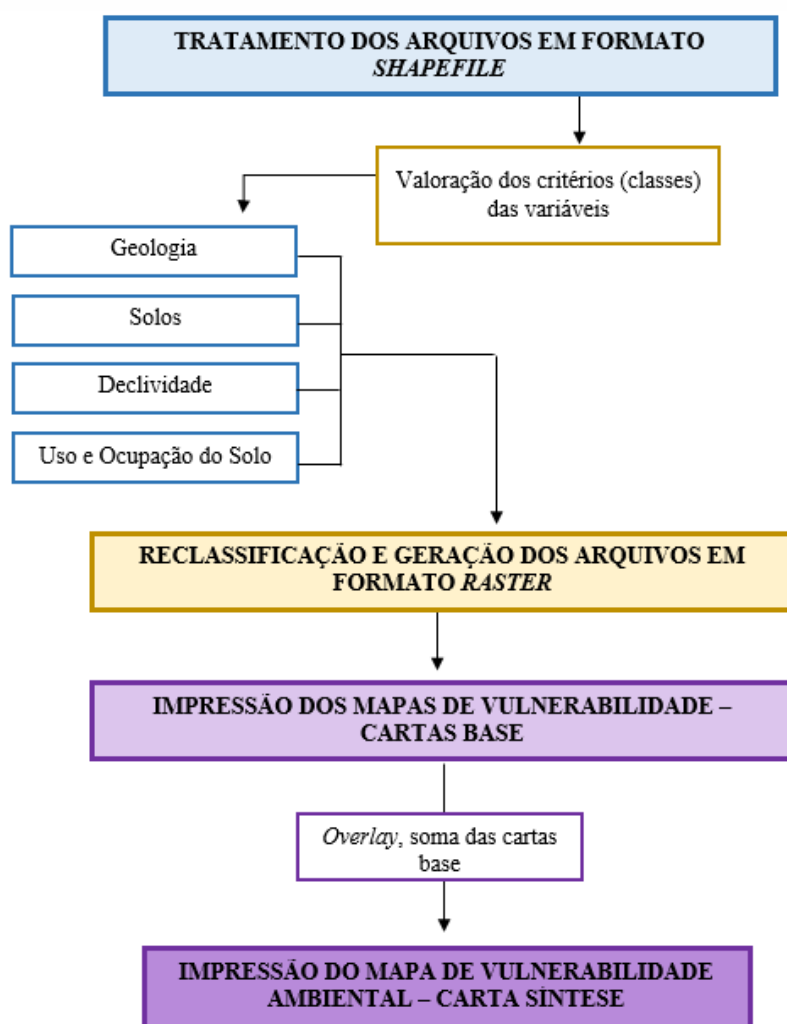 TRATAMENTO DOS ARQUIVOS EM FORMATO
SHAPEFILE
Valoração dos critérios (classes)
das variáveis
Geologia
Solos
Declividade
Uso e Ocupação do Solo
RECLASSIFICAÇÃO E GERAÇÃO DOS ARQUIVOS EM
FORMATO RASTER
IMPRESSÃO DOS MAPAS DE VULNERABILIDADE –
CARTAS BASE
Overlay, soma das cartas
base
IMPRESSÃO DO MAPA DE VULNERABILIDADE
AMBIENTAL – CARTA SÍNTESE